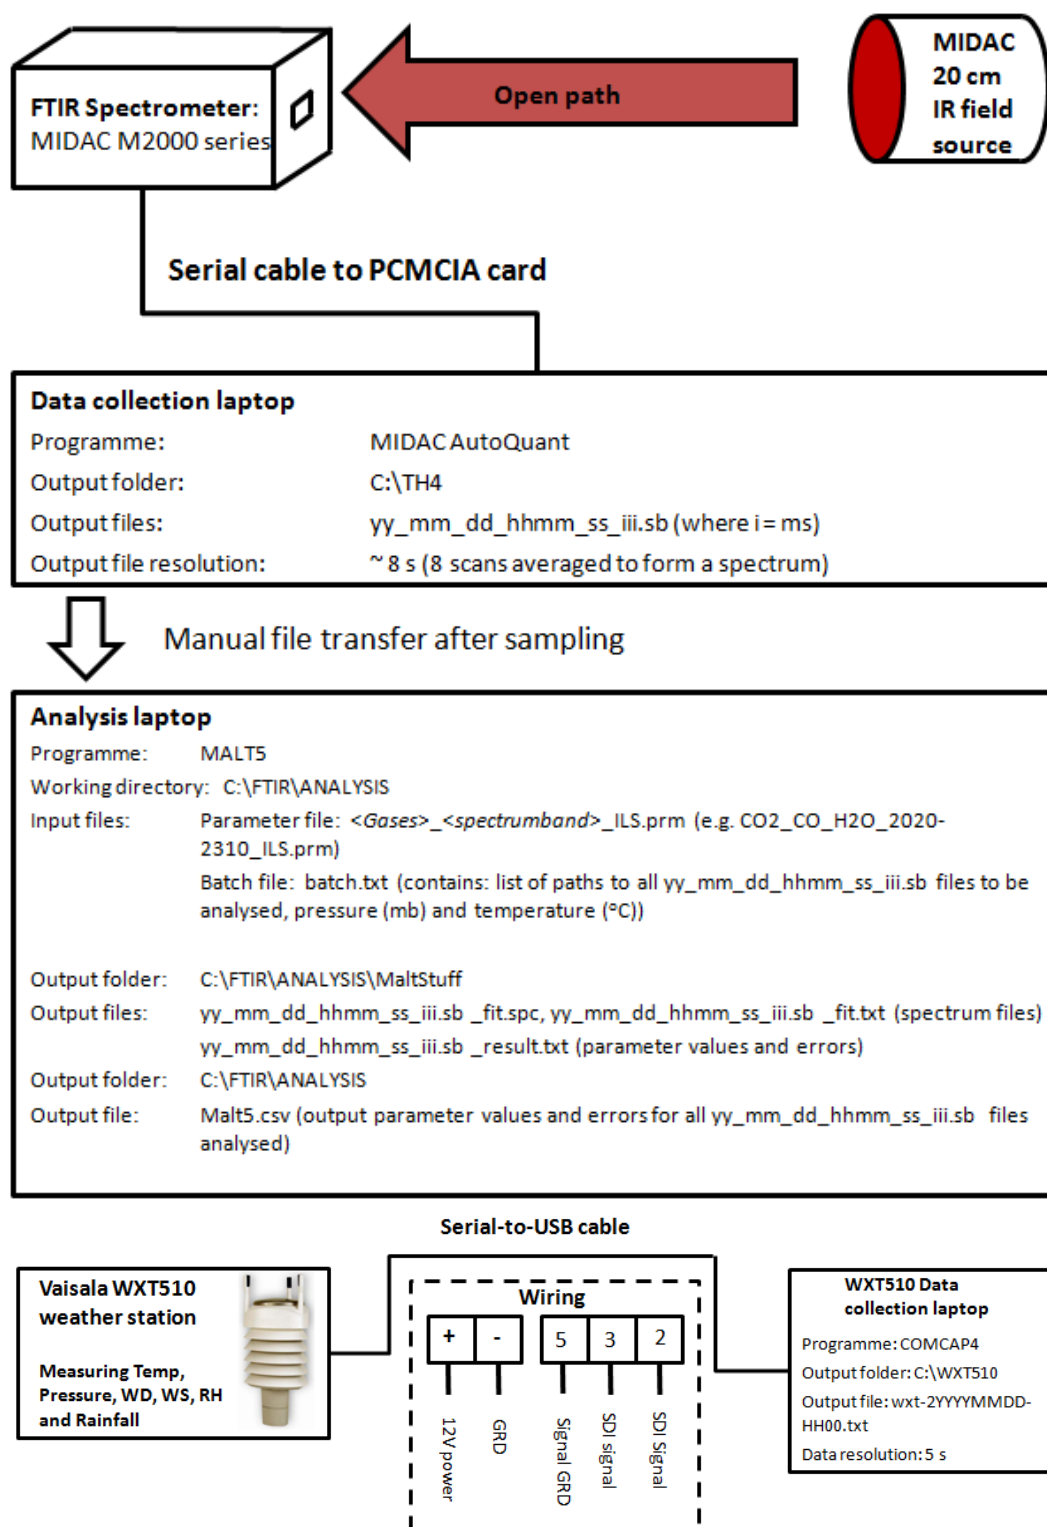 FTIR Spectrometer:
MIDAC M2000 series
Open path
MIDAC
20 cm
IR field
source
Serial cable to PCMCIA card
Data collection laptop
Programme: MIDAC AutoQuant
Output folder: C:\TH4
Output files: yy_mm_dd_hhmm_ss_iii.sb (where i = ms)
Output file resolution: ~ 8 s (8 scans averaged to form a spectrum)
Manual file transfer after sampling
Analysis laptop
Programme: MALT5
Working directory: C:\FTIR\ANALYSIS
Input files: Parameter file: <Gases>_<spectrumband>_ILS.prm (e.g. CO2_CO_H2O_2020-
2310_ILS.prm)
Batch file: batch.txt (contains: list of paths to all yy_mm_dd_hhmm_ss_iii.sb files to be
analysed, pressure (mb) and temperature (°C))
Output folder: C:\FTIR\ANALYSIS\MaltStuff
Output files: yy_mm_dd_hhmm_ss_iii.sb _fit.spc, yy_mm_dd_hhmm_ss_iii.sb _fit.txt (spectrum files)
yy_mm_dd_hhmm_ss_iii.sb _result.txt (parameter values and errors)
Output folder: C:\FTIR\ANALYSIS
Output file: Malt5.csv (output parameter values and errors for all yy_mm_dd_hhmm_ss_iii.sb files
analysed)
Serial-to-USB cable
Vaisala WXT510
weather station
Measuring Temp,
Pressure, WD, WS, RH
and Rainfall
Wiring
+ - 5 3 2
12V power
GRD
Signal GRD
SDI signal
SDI Signal
WXT510 Data
collection laptop
Programme: COMCAP4
Output folder: C:\WXT510
Output file: wxt-2YYYYMMDD-
HH00.txt
Data resolution: 5 s